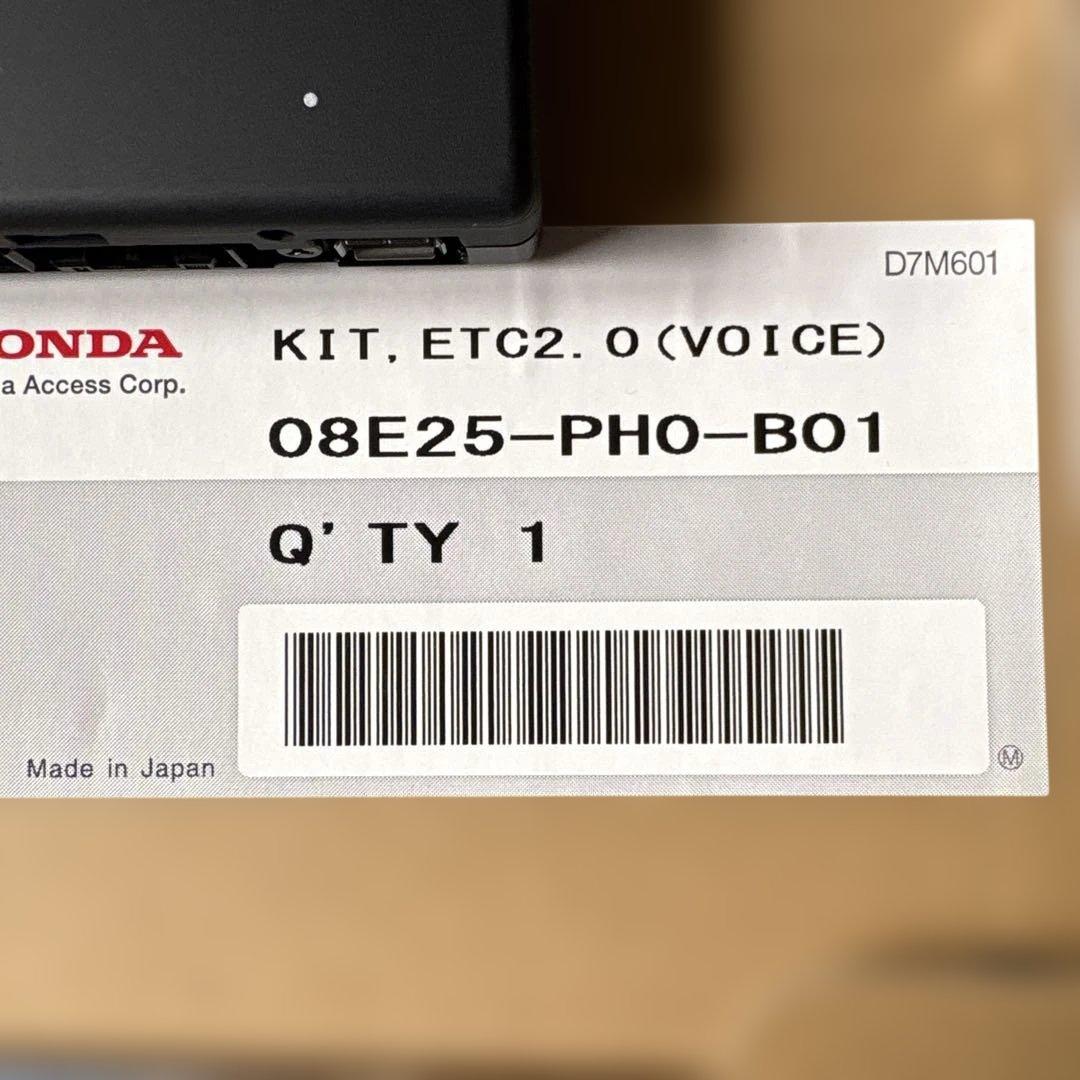 D7M601
ONDA
a Access Corp.
KIT, ETC2. 0 (VOICE)
08E25-PH0-B01
Q' TY 1
Made in Japan
M